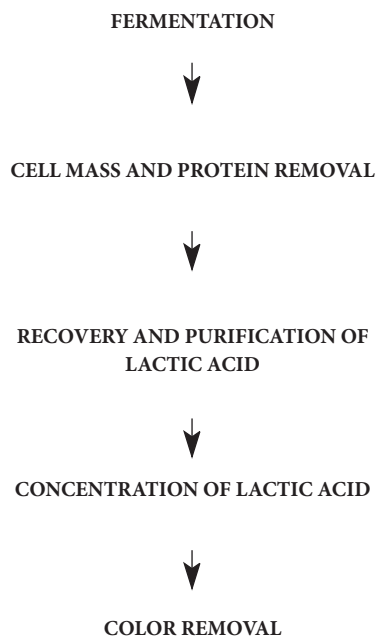 FERMENTATION
CELL MASS AND PROTEIN REMOVAL
RECOVERY AND PURIFICATION OF
LACTIC ACID
CONCENTRATION OF LACTIC ACID
COLOR REMOVAL